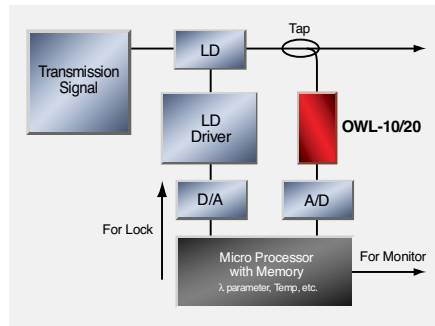 Tap
LD
Transmission
Signal
LD
Driver
OWL-10/20
D/A
A/D
For Lock
Micro Processor
with Memory
λ parameter, Temp, etc.
For Monitor